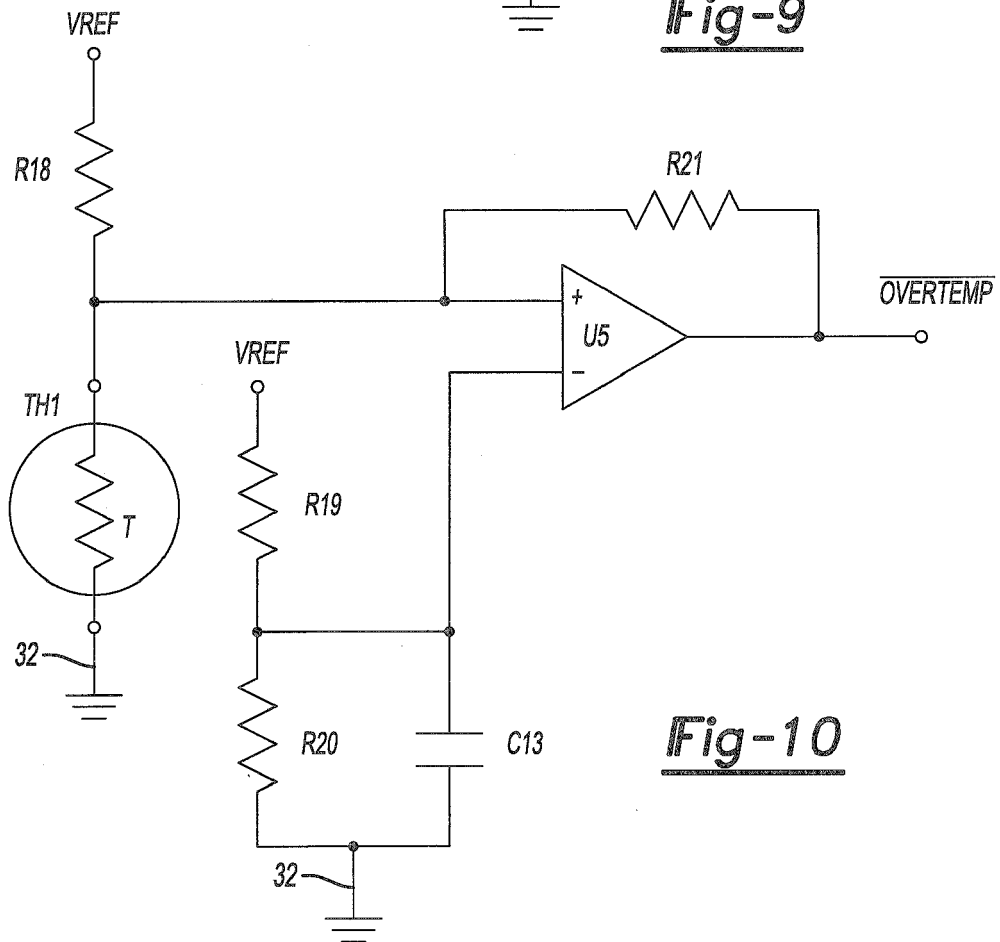 Fig-9
VREF
R18
R21
OVERTEMP
+
U5
−
VREF
TH1
T
R19
32
R20
C13
Fig-10
32